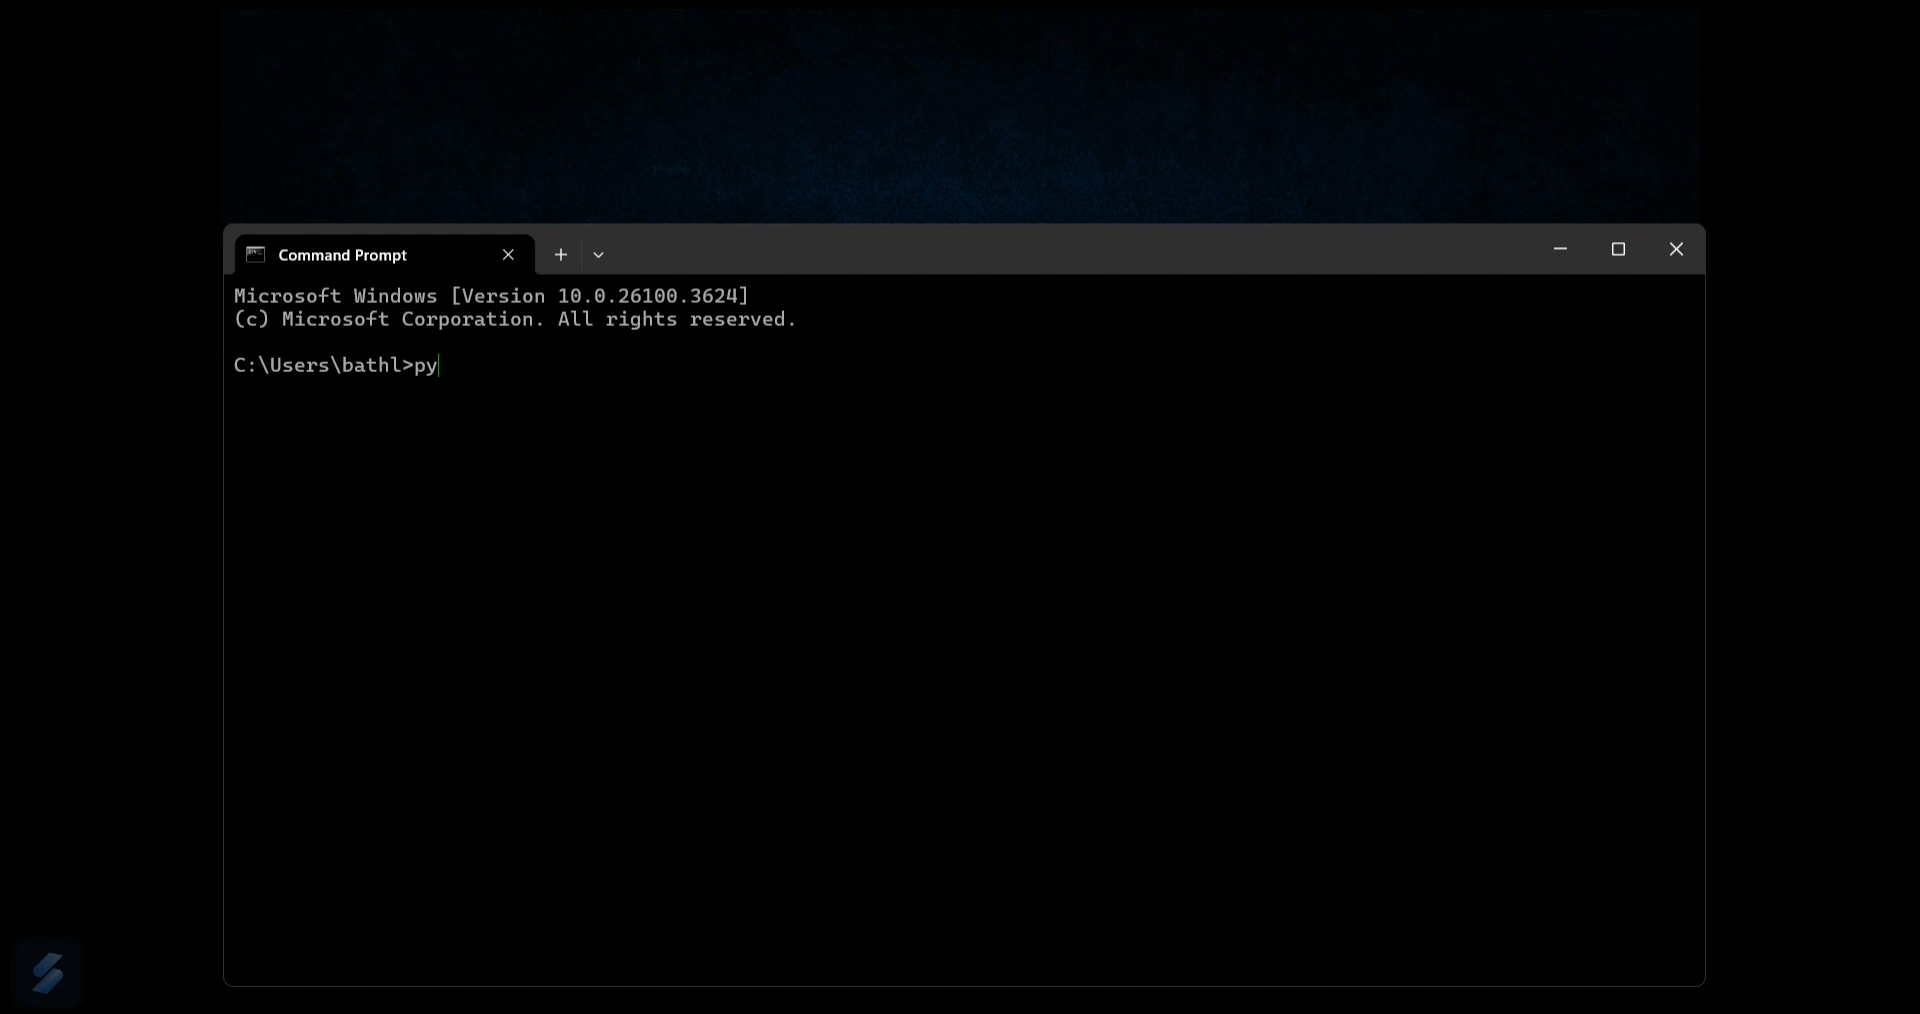 Command Prompt
Microsoft Windows [Version 10.0.26100.3624]
(c) Microsoft Corporation. All rights reserved.
C:\Users\bathl>py